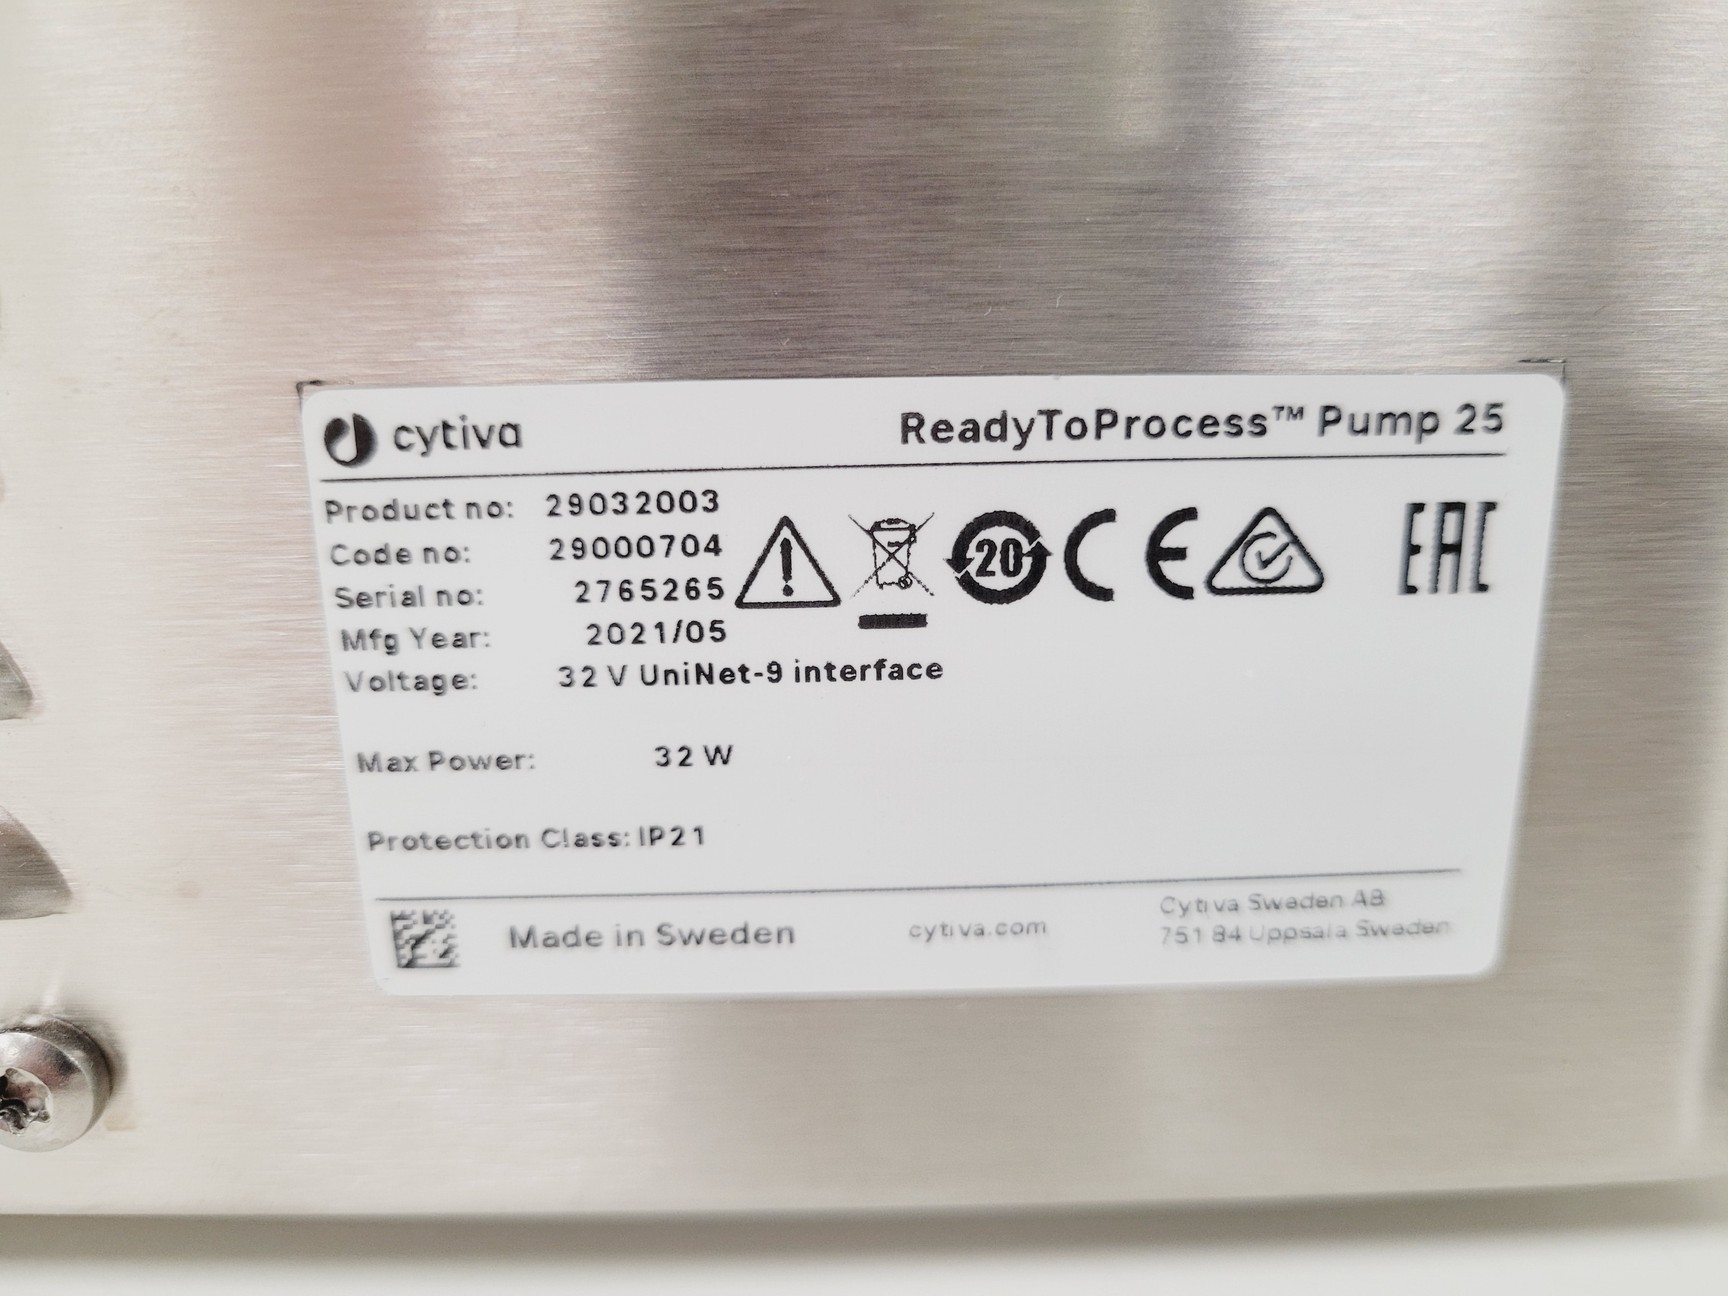 cytiva
ReadyToProcess™ Pump 25
Product no: 29032003
Code no: 29000704
Serial no: 2765265
Mfg Year: 2021/05
Voltage: 32 V UniNet-9 interface
20
CE
EAC
Max Power: 32 W
Protection Class: IP21
Made in Sweden
cytiva.com
Cytiva Sweden AB
751 84 Uppsala Sweden